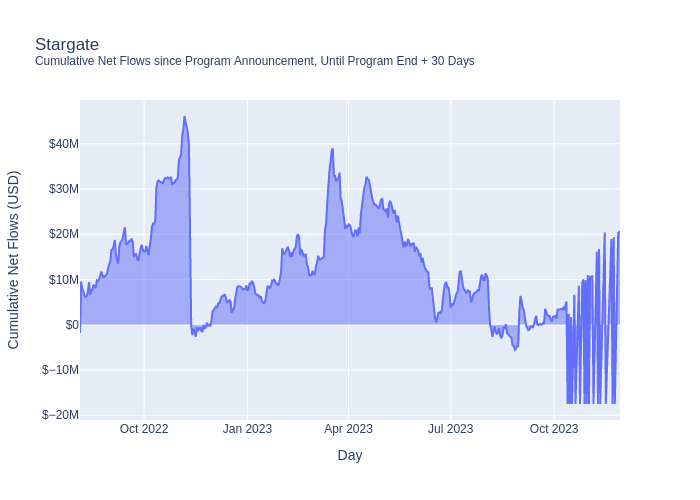 Stargate
Cumulative Net Flows since Program Announcement, Until Program End + 30 Days
Cumulative Net Flows (USD)
$40M
$30M
$20M
$10M
$0
$−10M
$−20M
Oct 2022
Jan 2023
Apr 2023
Jul 2023
Oct 2023
Day